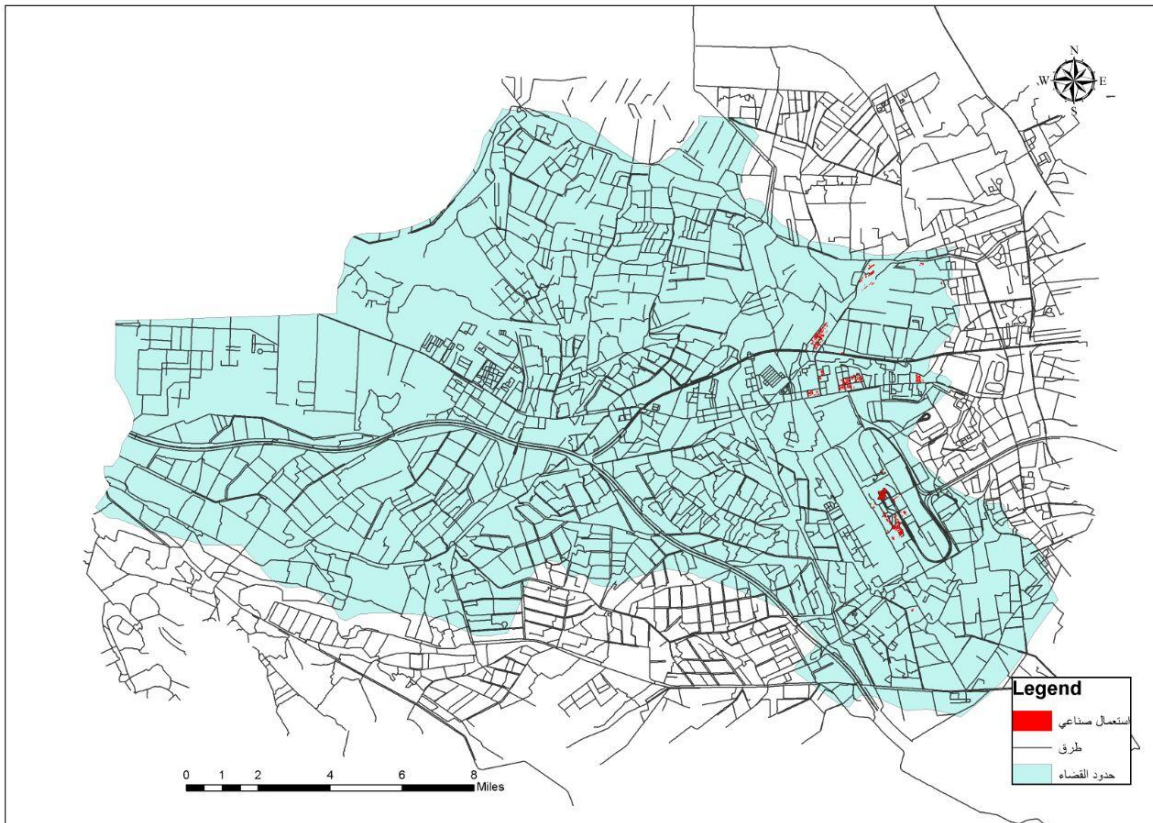 N
W E
S
Legend
استعمال صناعي
طرق
حدود القضاء
0 1 2 4 6 8
Miles